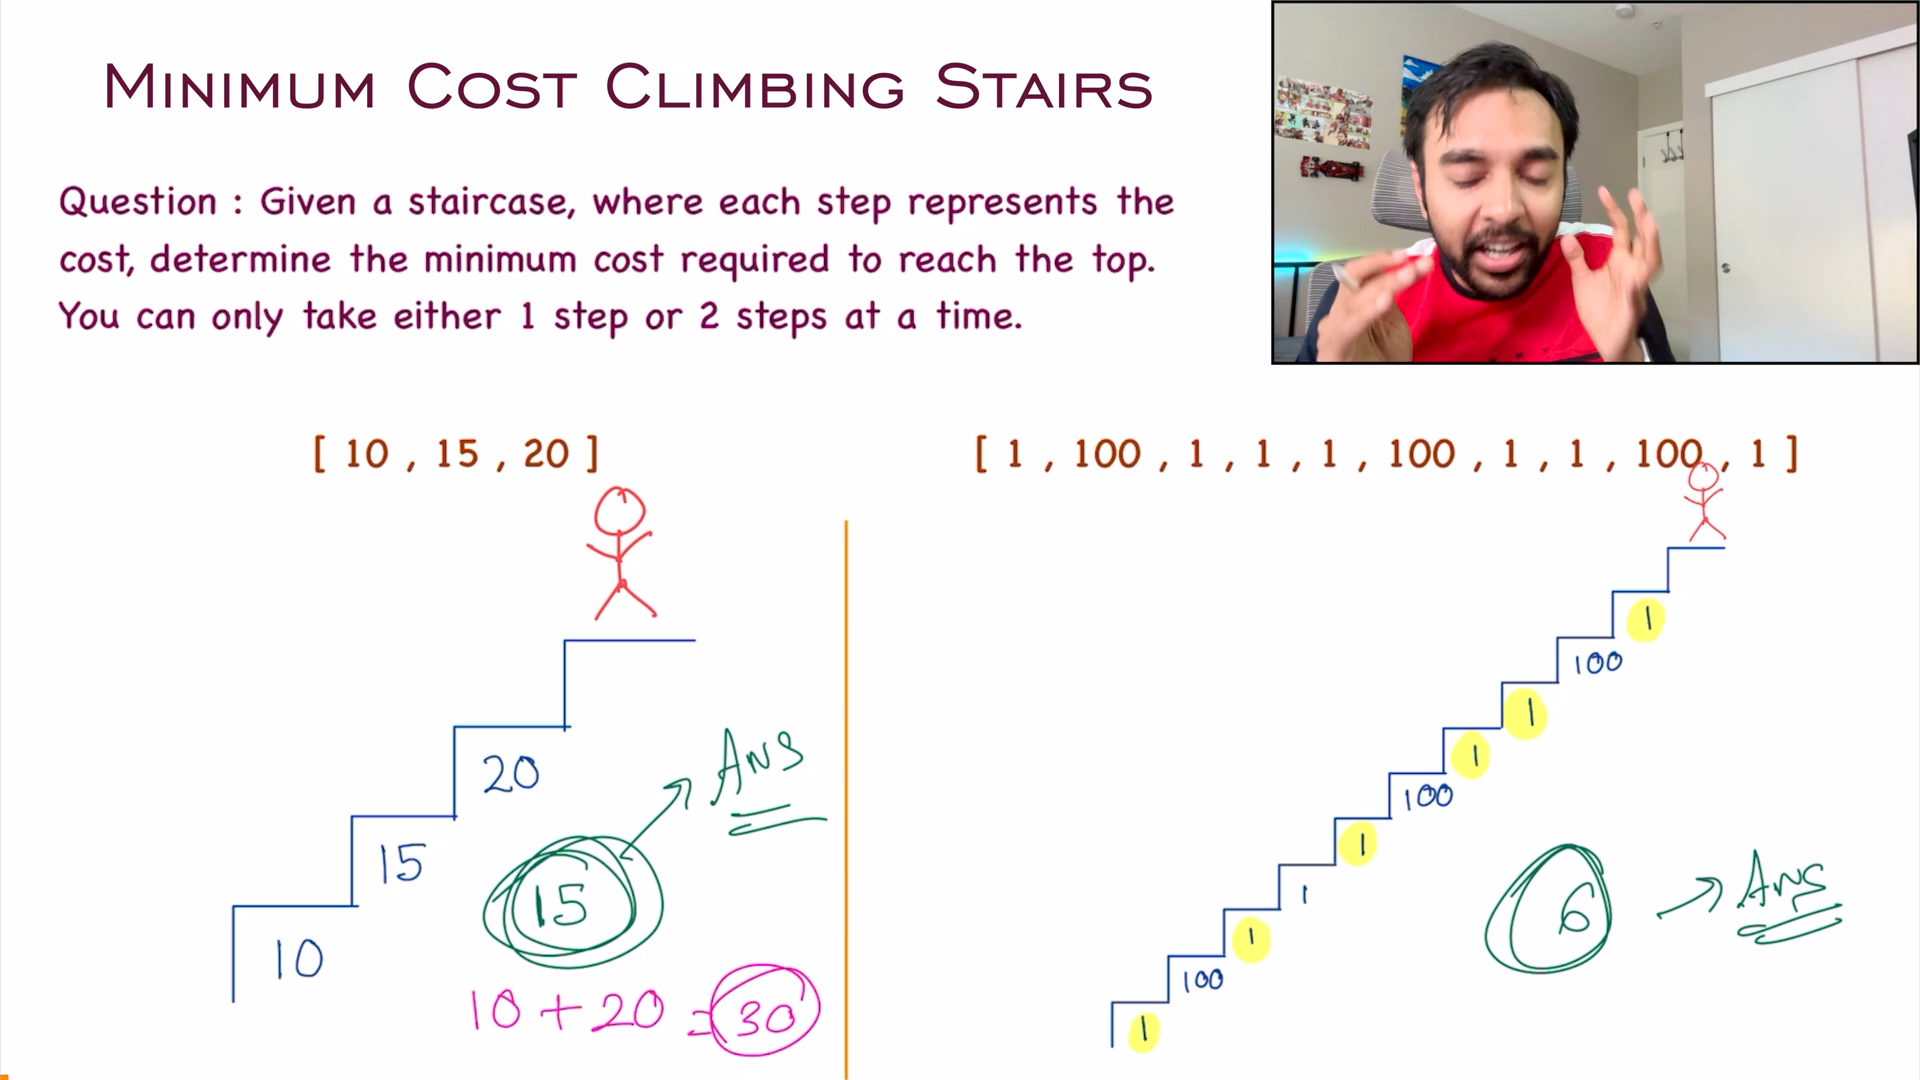 MINIMUM COST CLIMBING STAIRS
Question : Given a staircase, where each step represents the
cost, determine the minimum cost required to reach the top.
You can only take either 1 step or 2 steps at a time.
[ 10 , 15 , 20 ]
20
15
10
15
Ans
10 + 20 = 30
[ 1 , 100 , 1 , 1 , 1 , 100 , 1 , 1 , 100 , 1 ]
1
100
1
1
100
1
1
1
100
1
6
Ans